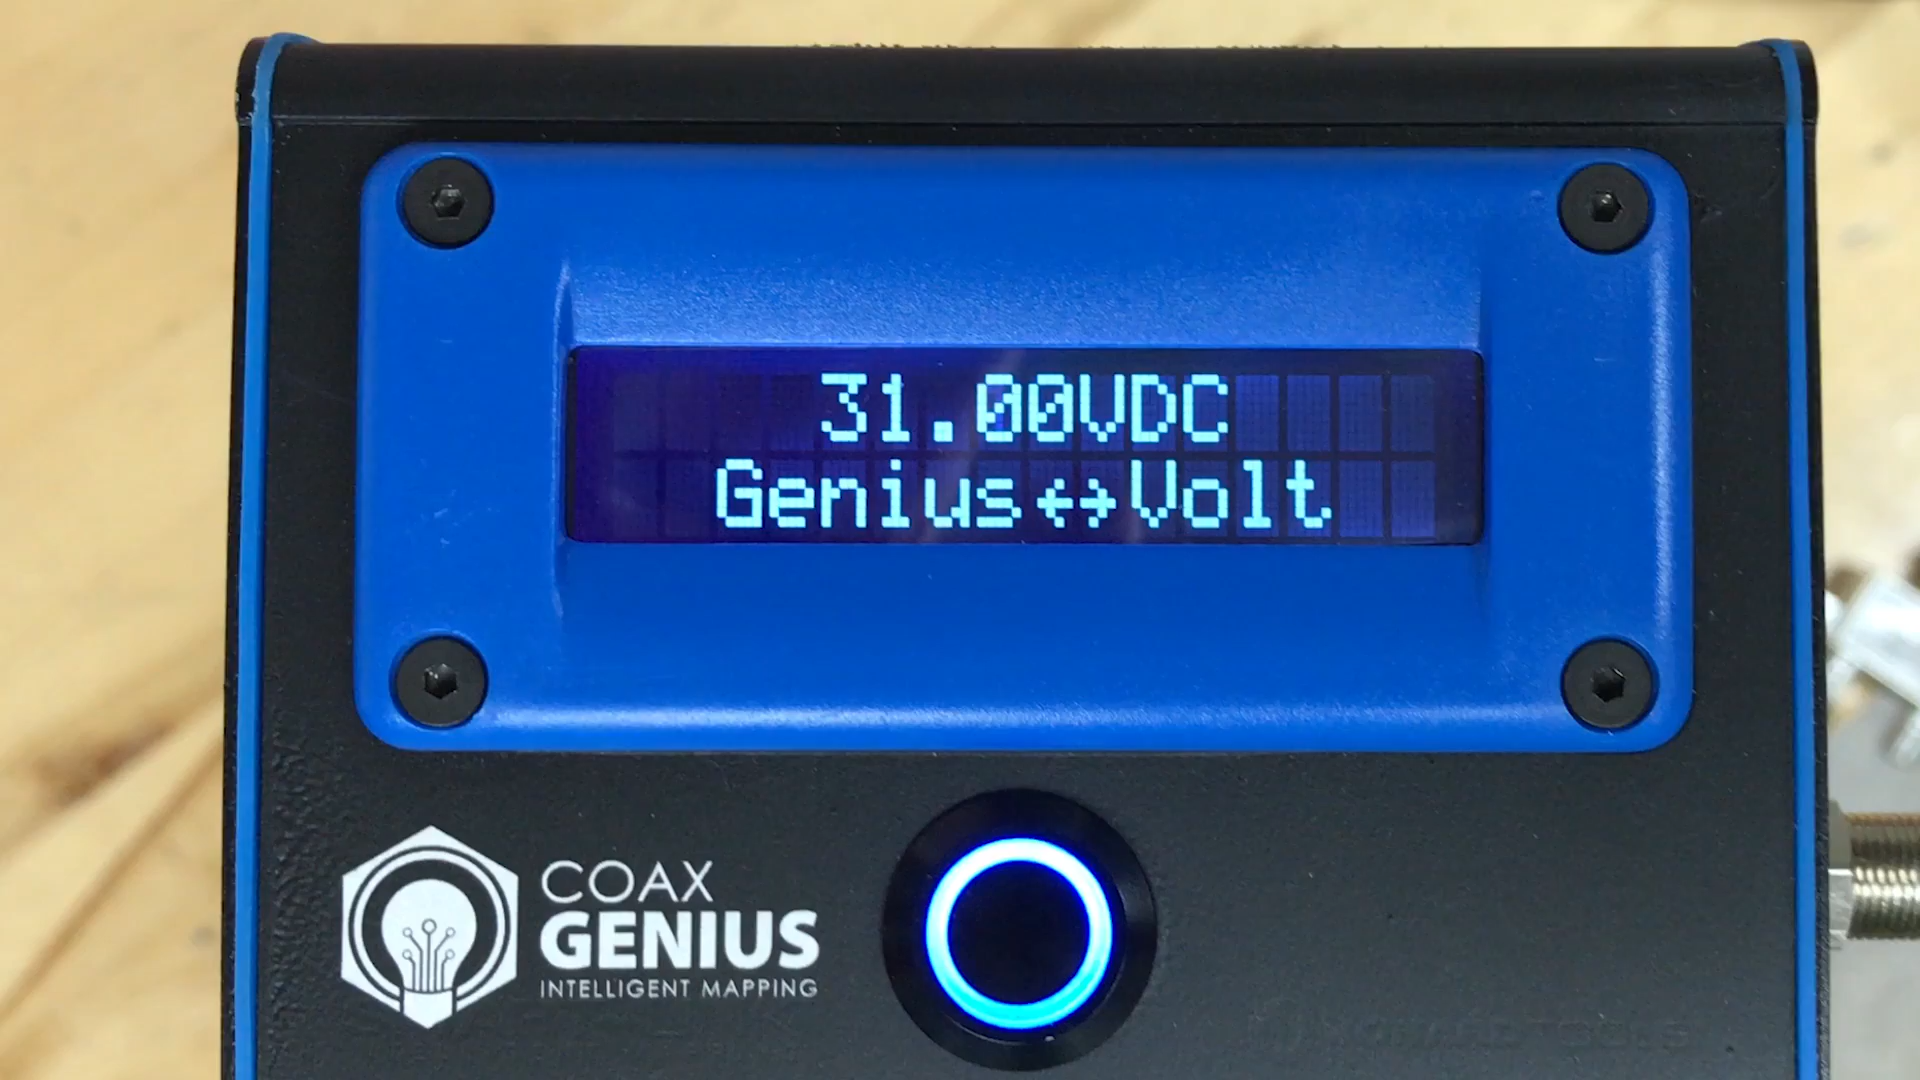 31.00VDC
Genius↔Volt
COAX
GENIUS
INTELLIGENT MAPPING